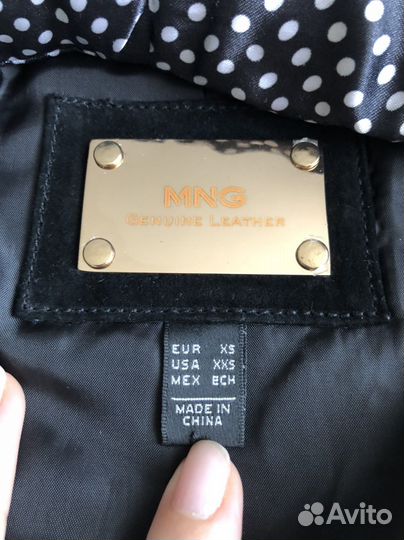 MNG
GENUINE LEATHER
EUR XS
USA XXS
MEX ECH
MADE IN
CHINA
Avito